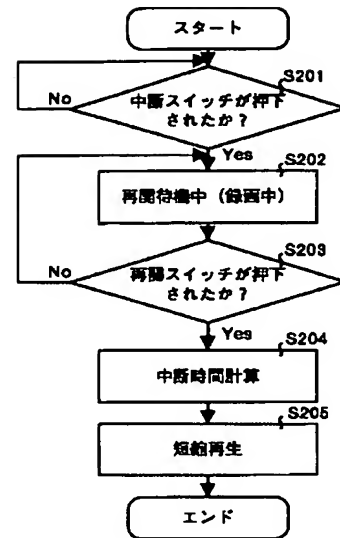 スタート
S201
中断スイッチが押下
されたか？
No
Yes
S202
再開待機中（録画中）
S203
再開スイッチが押下
されたか？
No
Yes
S204
中断時間計算
S205
短縮再生
エンド